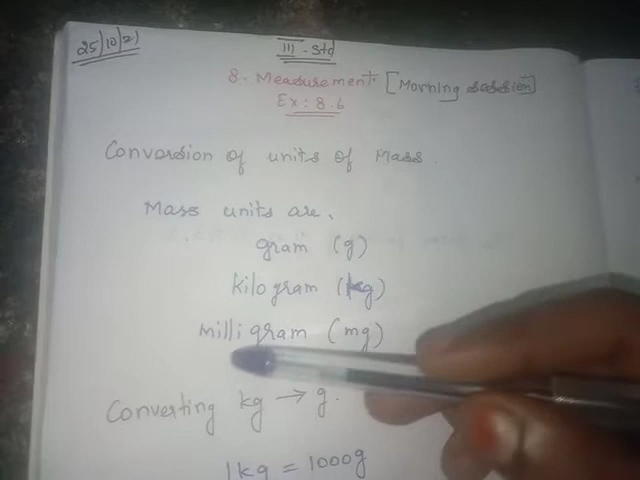 25/10/21
III - Std
8. Measurement. [Morning session]
Ex: 8.6
Conversion of units of Mass.
Mass units are,
gram (g)
kilogram (kg)
Milligram (mg)
Converting kg → g.
1kg = 1000g